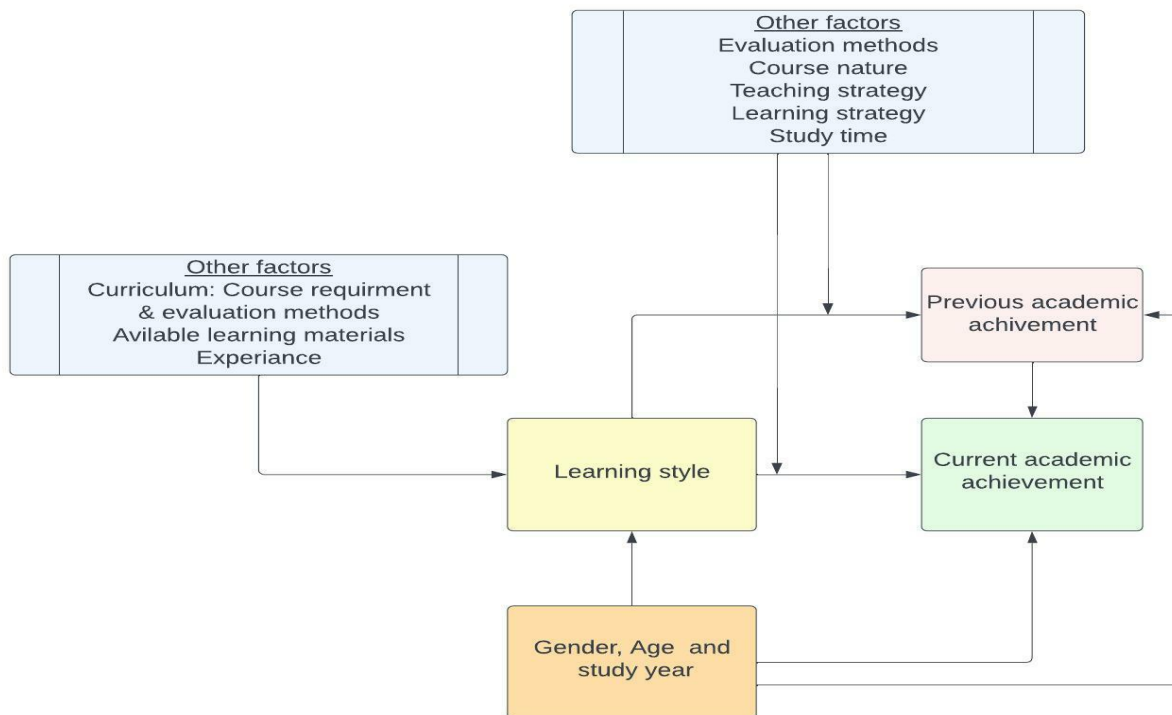 Other factors
Evaluation methods
Course nature
Teaching strategy
Learning strategy
Study time
Other factors
Curriculum: Course requirment
& evaluation methods
Avilable learning materials
Experiance
Previous academic
achivement
Learning style
Current academic
achievement
Gender, Age and
study year